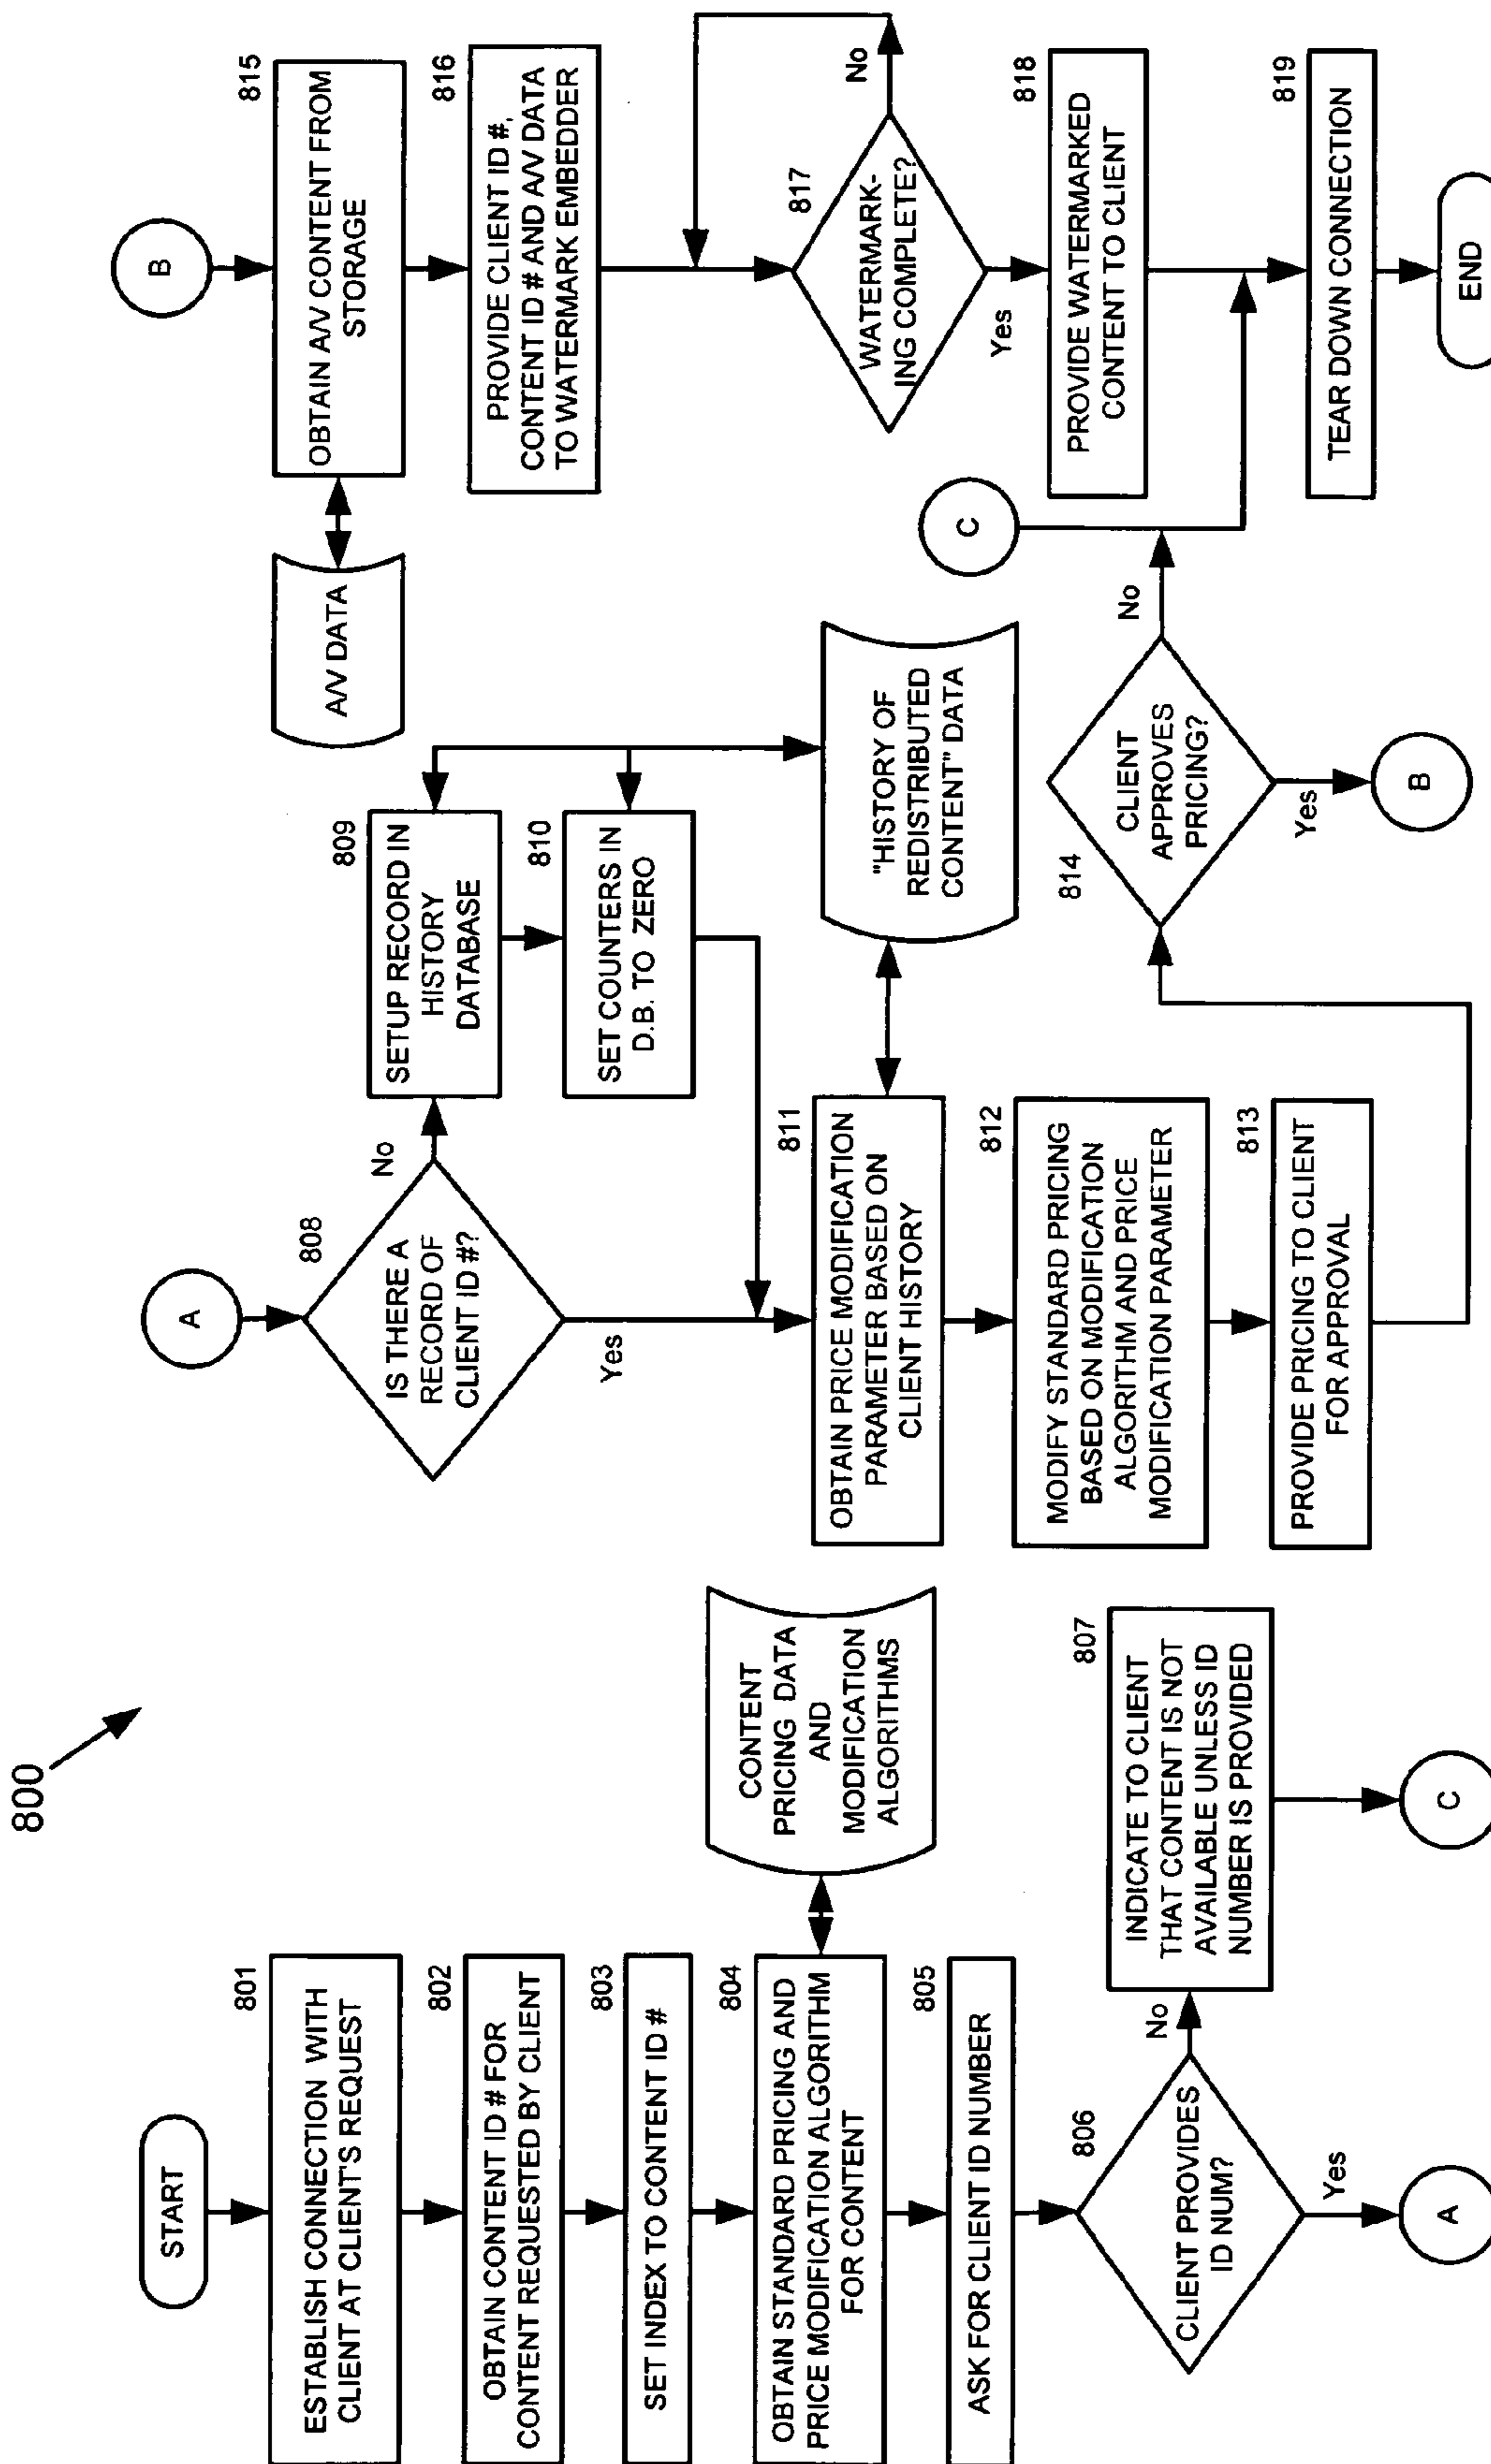 800
START
801
ESTABLISH CONNECTION WITH
CLIENT AT CLIENT'S REQUEST
802
OBTAIN CONTENT ID # FOR
CONTENT REQUESTED BY CLIENT
803
SET INDEX TO CONTENT ID #
804
OBTAIN STANDARD PRICING AND
PRICE MODIFICATION ALGORITHM
FOR CONTENT
CONTENT
PRICING DATA
AND
MODIFICATION
ALGORITHMS
805
ASK FOR CLIENT ID NUMBER
806
CLIENT PROVIDES
ID NUM?
No
Yes
807
INDICATE TO CLIENT
THAT CONTENT IS NOT
AVAILABLE UNLESS ID
NUMBER IS PROVIDED
A
C
A
808
IS THERE A
RECORD OF
CLIENT ID #?
No
Yes
809
SETUP RECORD IN
HISTORY
DATABASE
810
SET COUNTERS IN
D.B. TO ZERO
811
OBTAIN PRICE MODIFICATION
PARAMETER BASED ON
CLIENT HISTORY
"HISTORY OF
REDISTRIBUTED
CONTENT" DATA
812
MODIFY STANDARD PRICING
BASED ON MODIFICATION
ALGORITHM AND PRICE
MODIFICATION PARAMETER
813
PROVIDE PRICING TO CLIENT
FOR APPROVAL
814
CLIENT
APPROVES
PRICING?
No
Yes
B
C
B
815
OBTAIN A/V CONTENT FROM
STORAGE
A/V DATA
816
PROVIDE CLIENT ID #,
CONTENT ID # AND A/V DATA
TO WATERMARK EMBEDDER
817
WATERMARK-
ING COMPLETE?
No
Yes
818
PROVIDE WATERMARKED
CONTENT TO CLIENT
819
TEAR DOWN CONNECTION
END